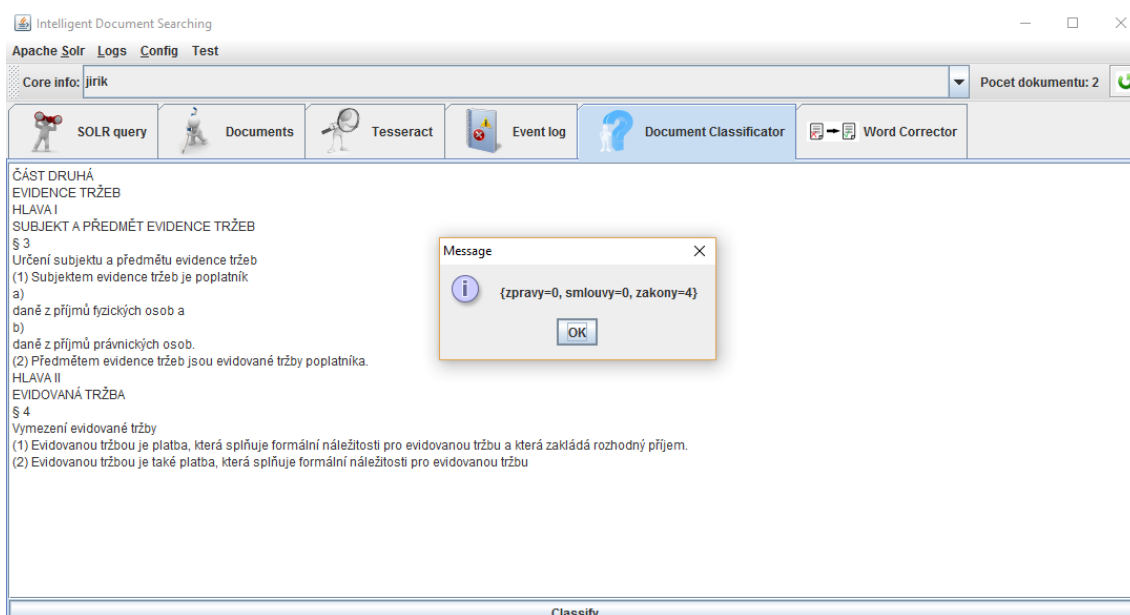 Intelligent Document Searching
Apache Solr Logs Config Test
Core info: jirik Pocet dokumentu: 2
SOLR query Documents Tesseract Event log Document Classificator Word Corrector
ČÁST DRUHÁ
EVIDENCE TRŽEB
HLAVA I
SUBJEKT A PŘEDMĚT EVIDENCE TRŽEB
§ 3
Určení subjektu a předmětu evidence tržeb
(1) Subjektem evidence tržeb je poplatník
a)
daně z příjmů fyzických osob a
b)
daně z příjmů právnických osob.
(2) Předmětem evidence tržeb jsou evidované tržby poplatníka.
HLAVA II
EVIDOVANÁ TRŽBA
§ 4
Vymezení evidované tržby
(1) Evidovanou tržbou je platba, která splňuje formální náležitosti pro evidovanou tržbu a která zakládá rozhodný příjem.
(2) Evidovanou tržbou je také platba, která splňuje formální náležitosti pro evidovanou tržbu
Message
{zpravy=0, smlouvy=0, zakony=4}
OK
Classify